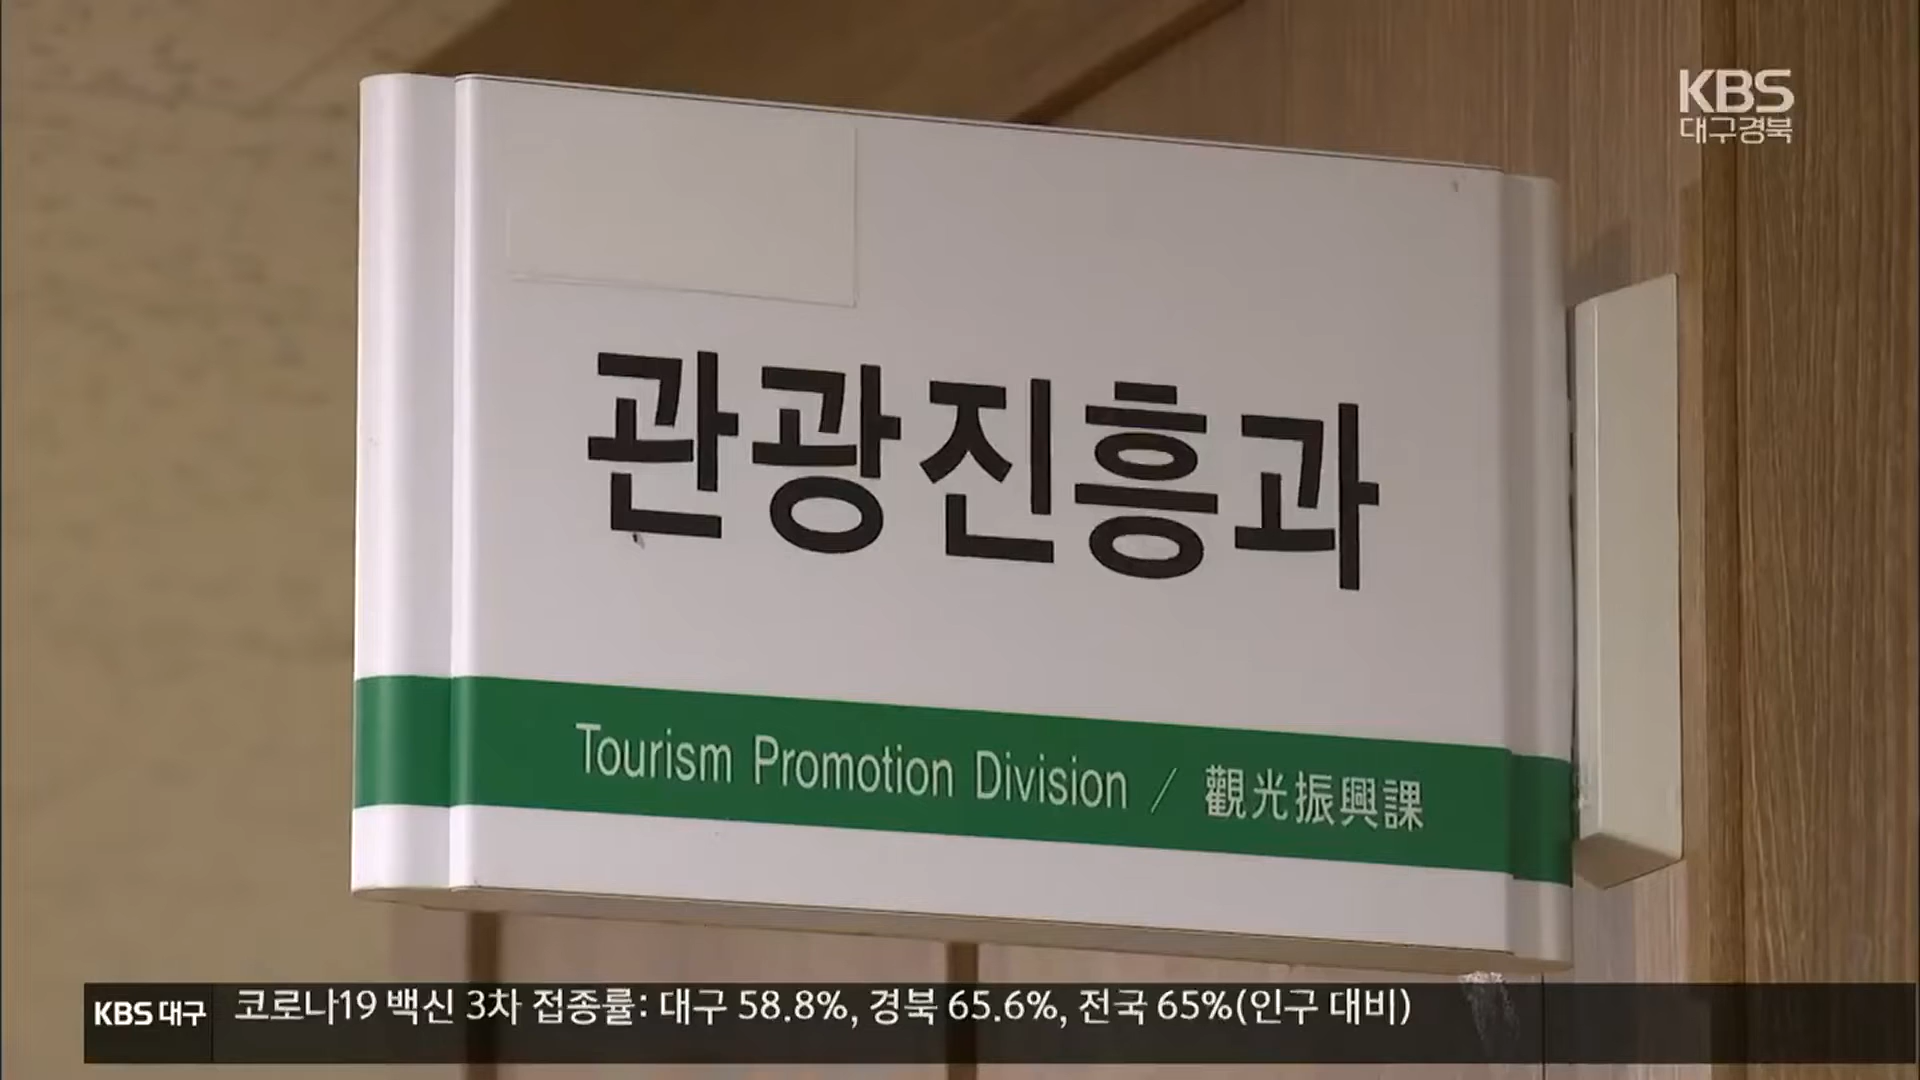 KBS
대구경북
관광진흥과
Tourism Promotion Division / 觀光振興課
KBS 대구
코로나19 백신 3차 접종률: 대구 58.8%, 경북 65.6%, 전국 65%(인구 대비)